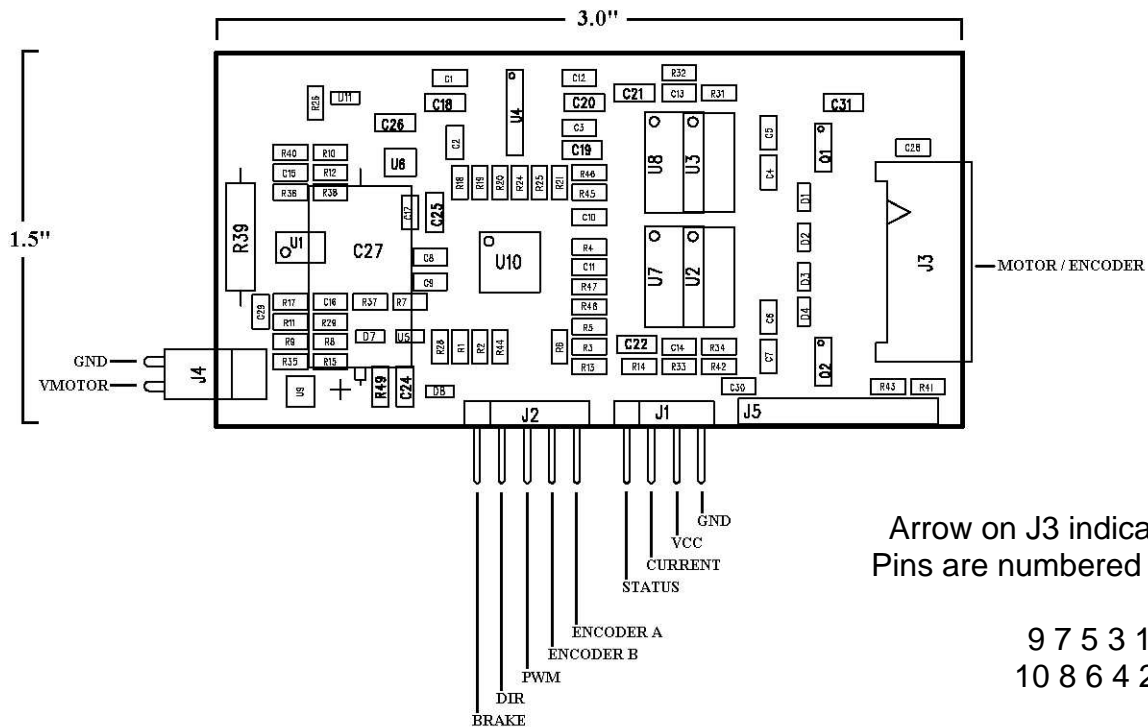 3.0"
1.5"
C1 C12 R32
R26 U11 C18 U4 C20 C21 C13 R31 C31
C26 C3 C5 Q1
C2 C19 U8 U3 C28
R40 R10 U6
C15 R12 R18 R19 R20 R24 R25 R21 R46 C4
R36 R38 R45 D1
R39 C17 C25 C10
U1 C27 U10 R4 D2 J3
C8 C11 U7 U2 MOTOR / ENCODER
C9 R47 D3
C29 R17 C16 R37 R7 R48 D4
R11 R29 R5 C6
R9 R8 D7 U5 R28 R1 R2 R44 R6 R3 C22 C14 R34 Q2
GND J4 R35 R15 R13 R14 R33 R42 C7
VMOTOR U9 R49 C24 D8 C30 R43 R41
J2 J1 J5
GND
VCC
CURRENT
STATUS
ENCODER A
ENCODER B
PWM
DIR
BRAKE
Arrow on J3 indica
Pins are numbered
9 7 5 3 1
10 8 6 4 2